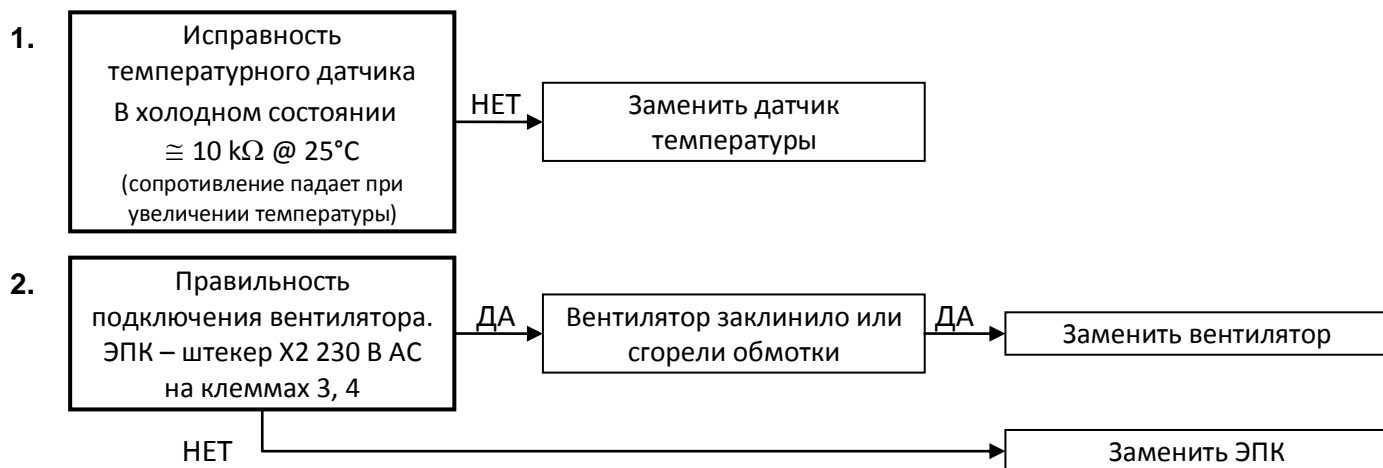 1.
Исправность
температурного датчика
В холодном состоянии
≅ 10 kΩ @ 25°C
(сопротивление падает при
увеличении температуры)
НЕТ
Заменить датчик
температуры
2.
Правильность
подключения вентилятора.
ЭПК – штекер X2 230 В АС
на клеммах 3, 4
ДА
Вентилятор заклинило или
сгорели обмотки
ДА
Заменить вентилятор
НЕТ
Заменить ЭПК